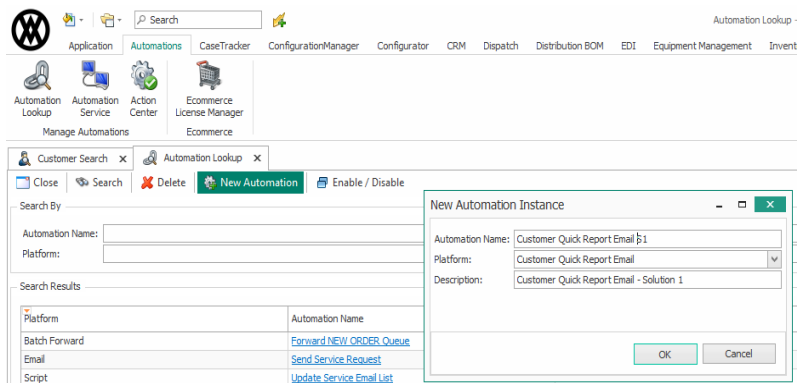 Search
Automation Lookup -
Application Automations CaseTracker ConfigurationManager Configurator CRM Dispatch Distribution BOM EDI Equipment Management Invent
Automation Lookup
Automation Service
Action Center
Ecommerce License Manager
Manage Automations Ecommerce
Customer Search x Automation Lookup x
Close Search Delete New Automation Enable / Disable
Search By
Automation Name:
Platform:
Search Results
Platform Automation Name
Batch Forward Forward NEW ORDER Queue
Email Send Service Request
Script Update Service Email List
New Automation Instance
Automation Name: Customer Quick Report Email S1
Platform: Customer Quick Report Email
Description: Customer Quick Report Email - Solution 1
OK Cancel